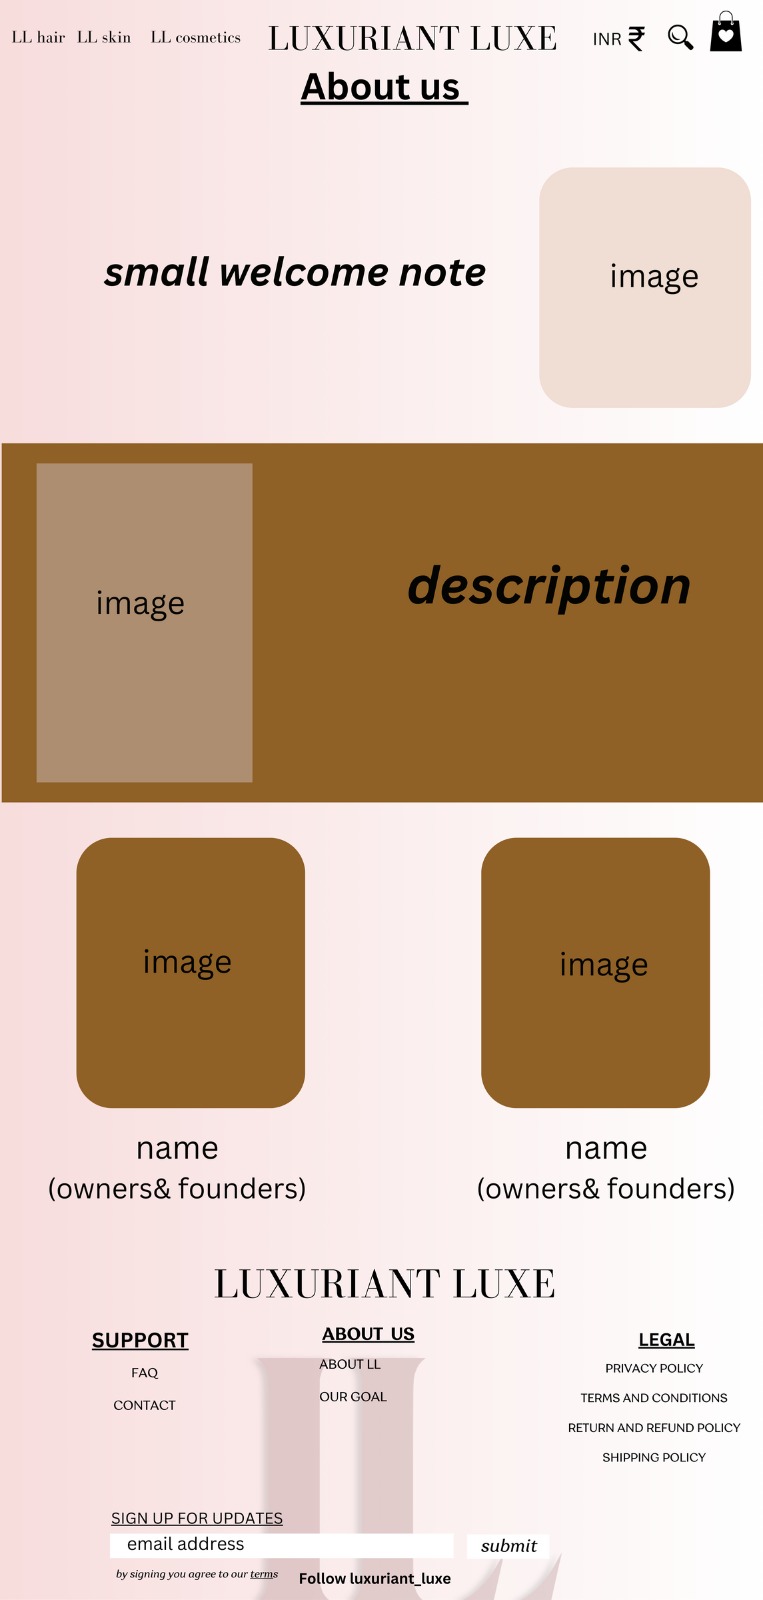 LL hair LL skin LL cosmetics LUXURIANT LUXE INR ₹
About us
small welcome note
image
image
description
image
image
name
(owners& founders)
name
(owners& founders)
LUXURIANT LUXE
SUPPORT
FAQ
CONTACT
ABOUT US
ABOUT LL
OUR GOAL
LEGAL
PRIVACY POLICY
TERMS AND CONDITIONS
RETURN AND REFUND POLICY
SHIPPING POLICY
LL
SIGN UP FOR UPDATES
email address
submit
by signing you agree to our terms
Follow luxuriant_luxe